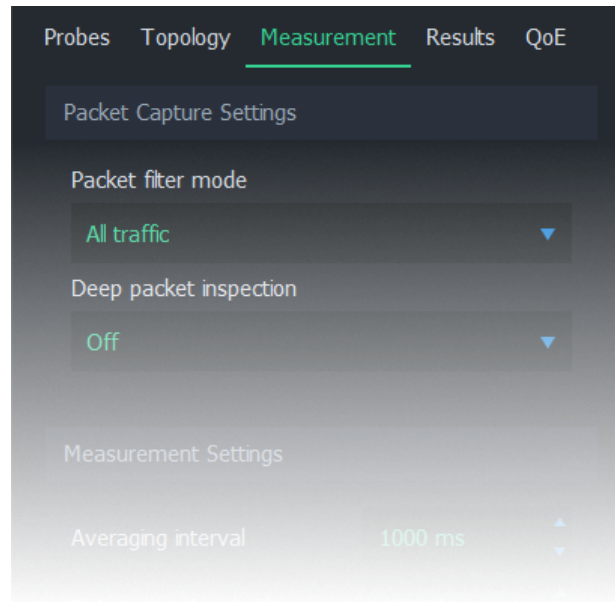 Probes Topology Measurement Results QoE
Packet Capture Settings
Packet filter mode
All traffic
Deep packet inspection
Off
Measurement Settings
Averaging interval 1000 ms